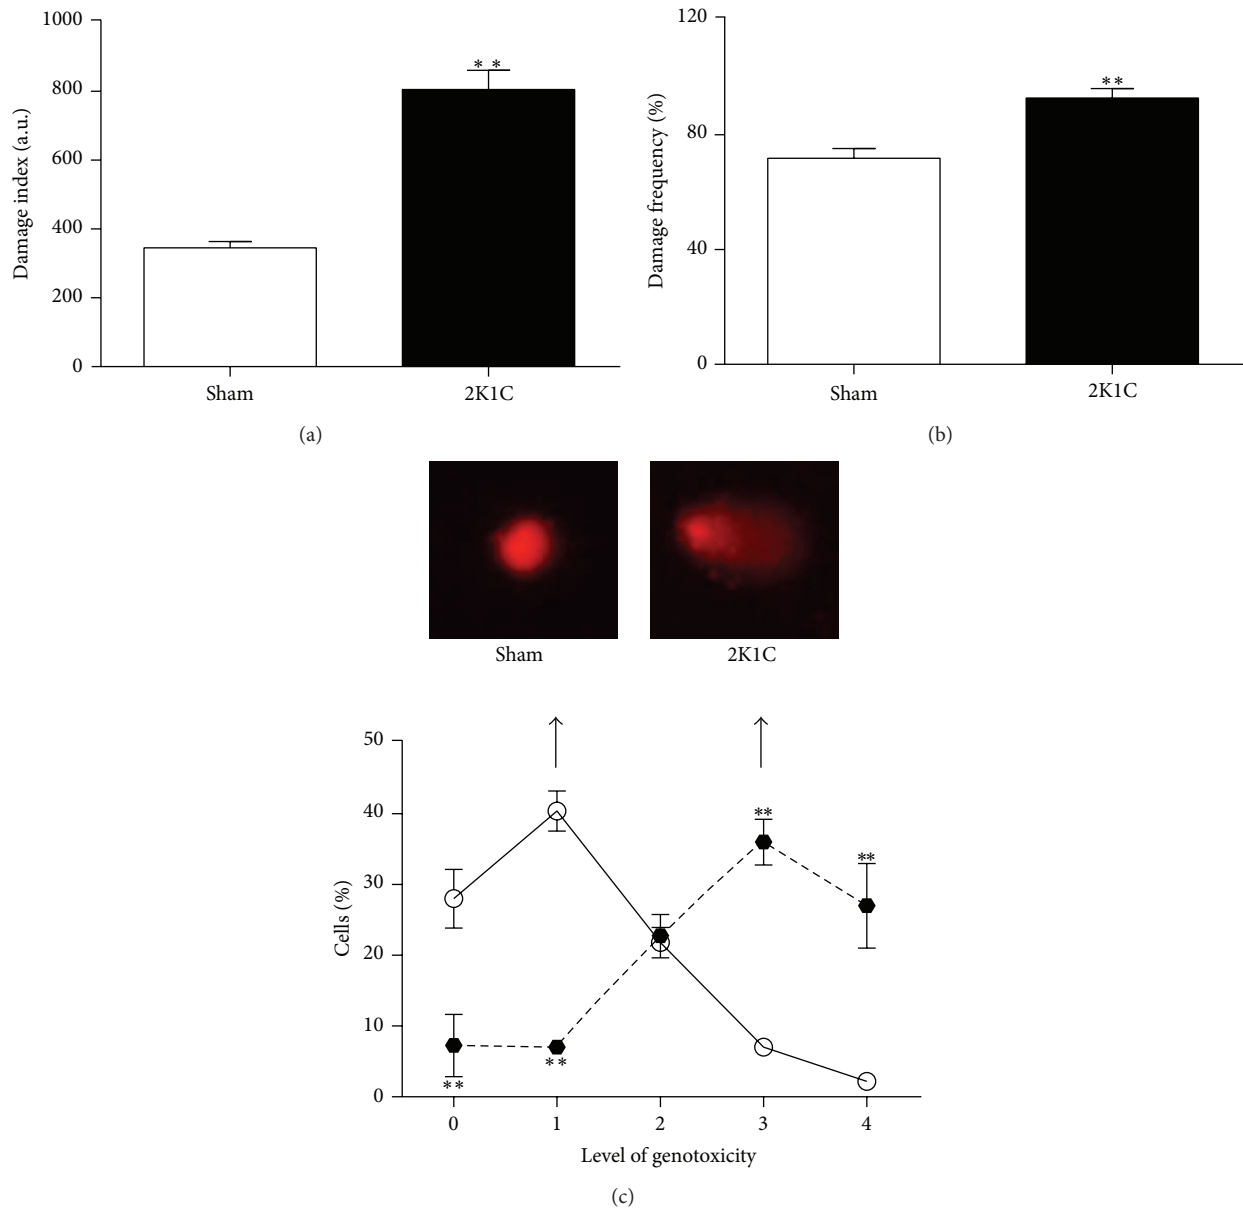 Damage index (a.u.)
1000
800
600
400
200
0
**
Sham
2K1C
(a)
Damage frequency (%)
120
80
40
0
**
Sham
2K1C
(b)
Sham
2K1C
Cells (%)
50
40
30
20
10
0
**
**
**
**
0 1 2 3 4
Level of genotoxicity
(c)